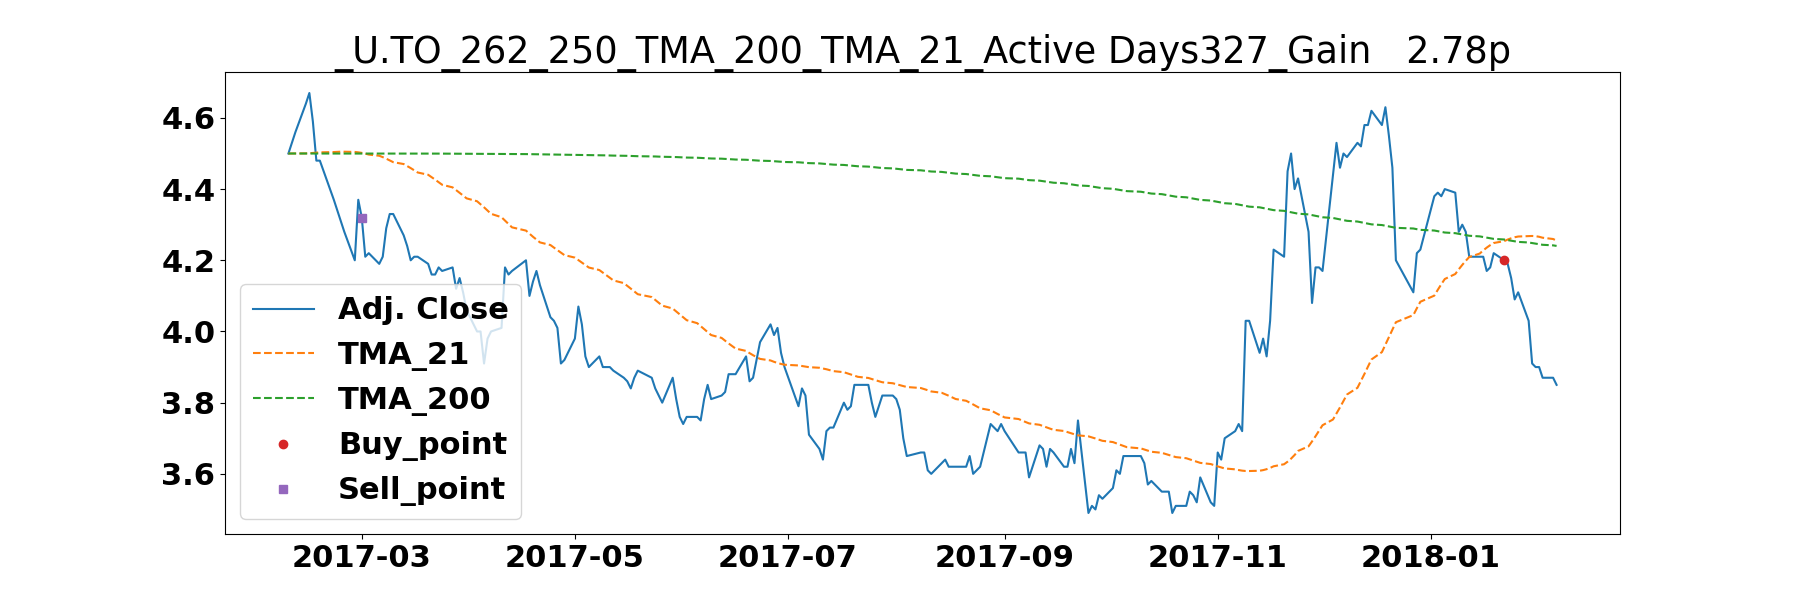 _U.TO_262_250_TMA_200_TMA_21_Active Days327_Gain   2.78p
4.6
4.4
4.2
4.0
3.8
3.6
Adj. Close
TMA_21
TMA_200
Buy_point
Sell_point
2017-03 2017-05 2017-07 2017-09 2017-11 2018-01